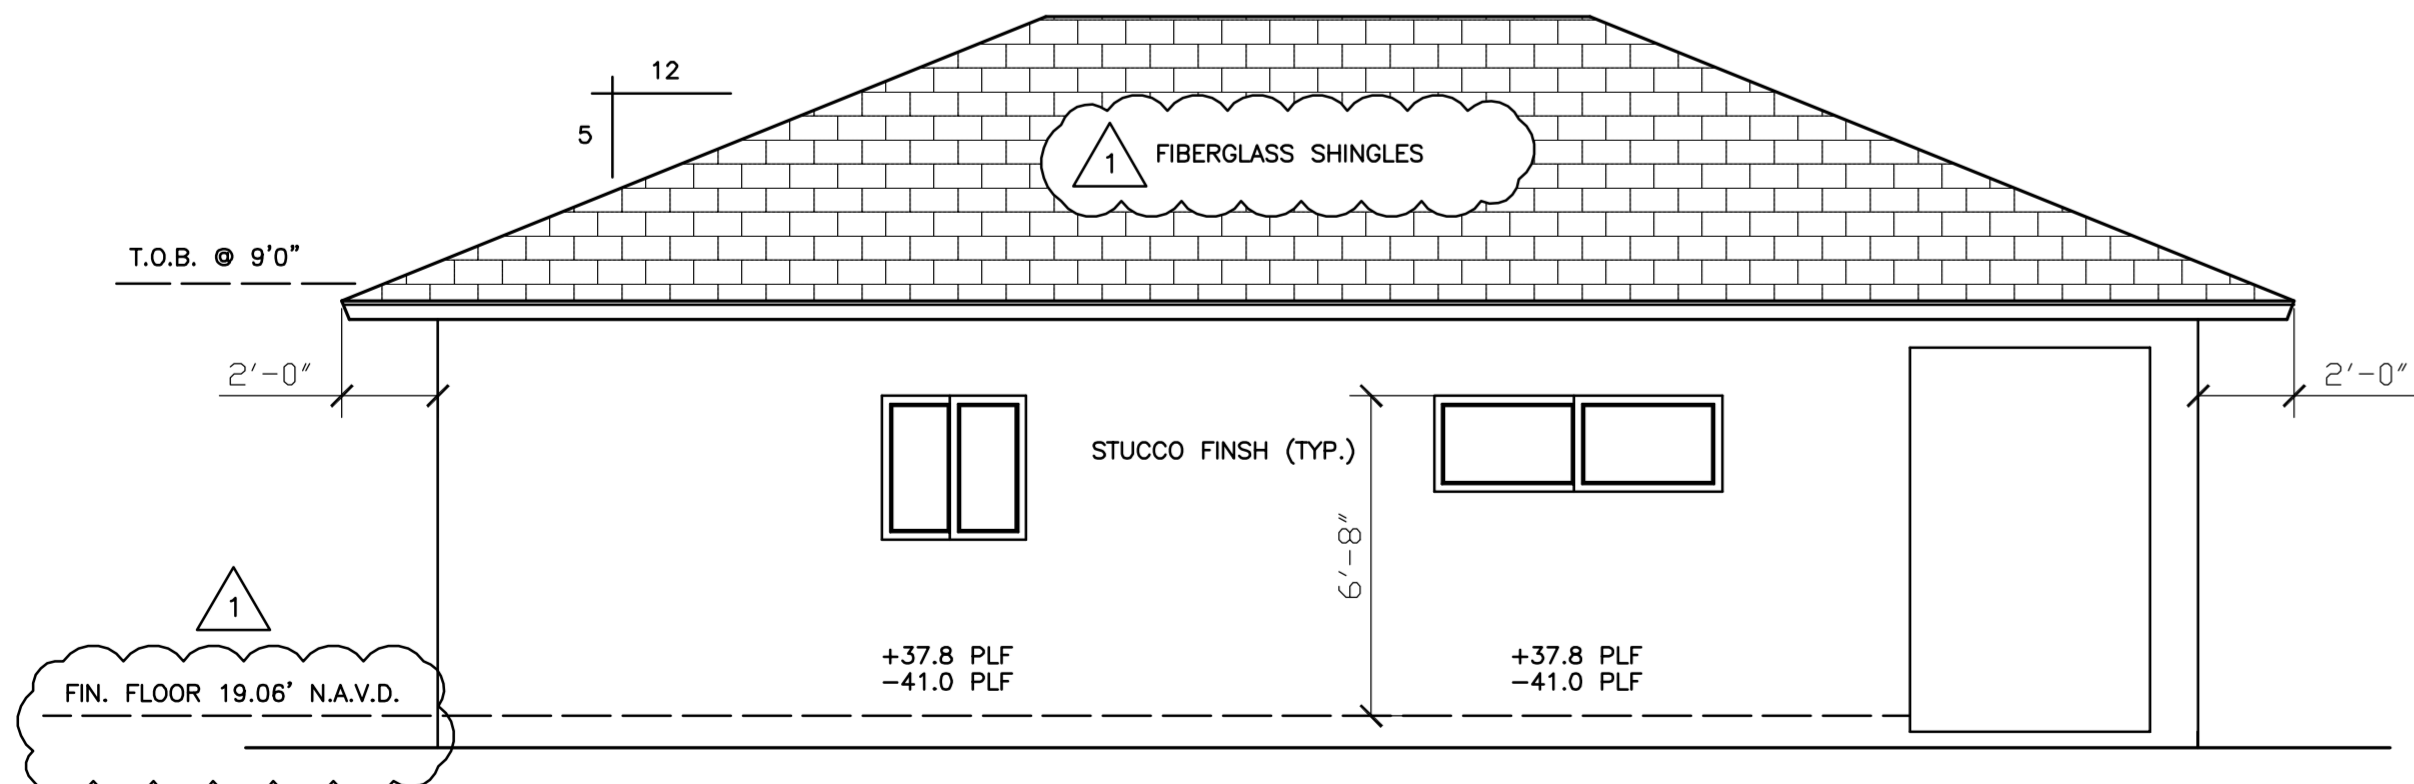 12
5
1 FIBERGLASS SHINGLES
T.O.B. @ 9'0"
2'-0"
2'-0"
STUCCO FINSH (TYP.)
6'-8"
1
+37.8 PLF
-41.0 PLF
+37.8 PLF
-41.0 PLF
FIN. FLOOR 19.06' N.A.V.D.